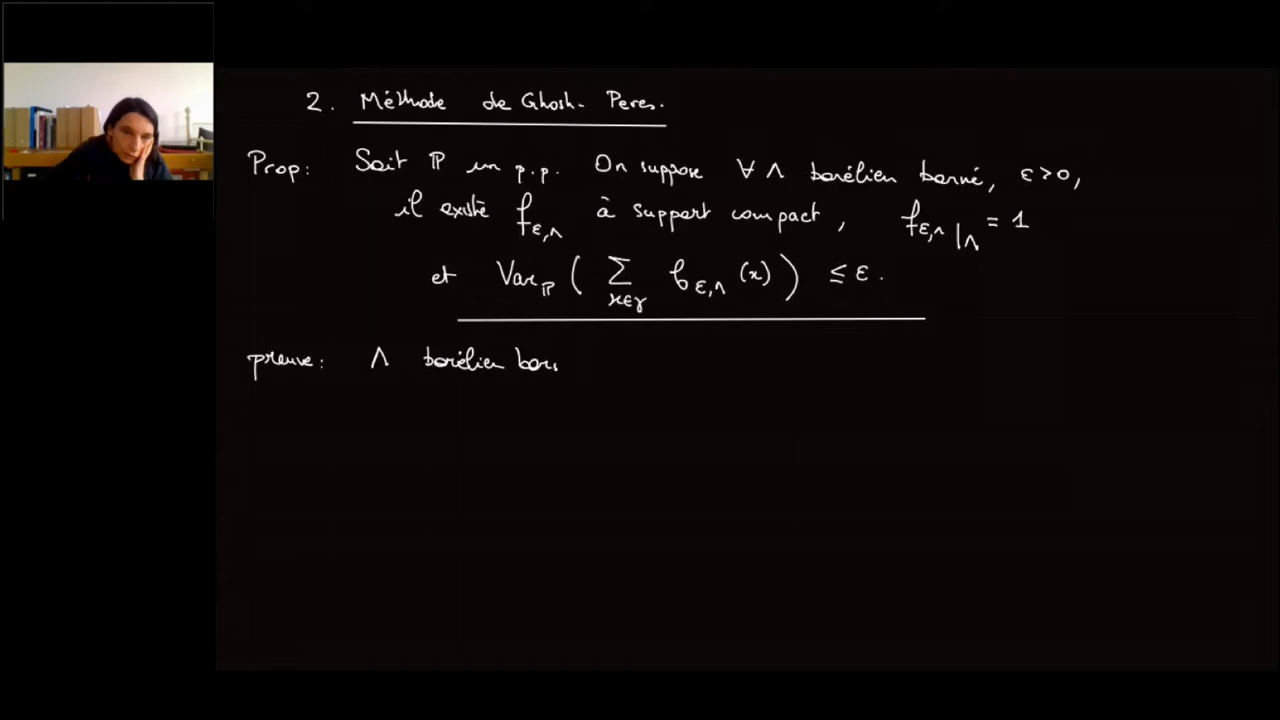 2. Méthode de Ghosh-Peres.
Prop: Soit ℙ un p.p. On suppose ∀ Λ borélien borné, ε>0,
il existe f_{ε,Λ} à support compact, f_{ε,Λ}|_Λ = 1
et Var_ℙ ( ∑_{x∈γ} f_{ε,Λ} (x) ) ≤ ε.
preuve: Λ borélien bor